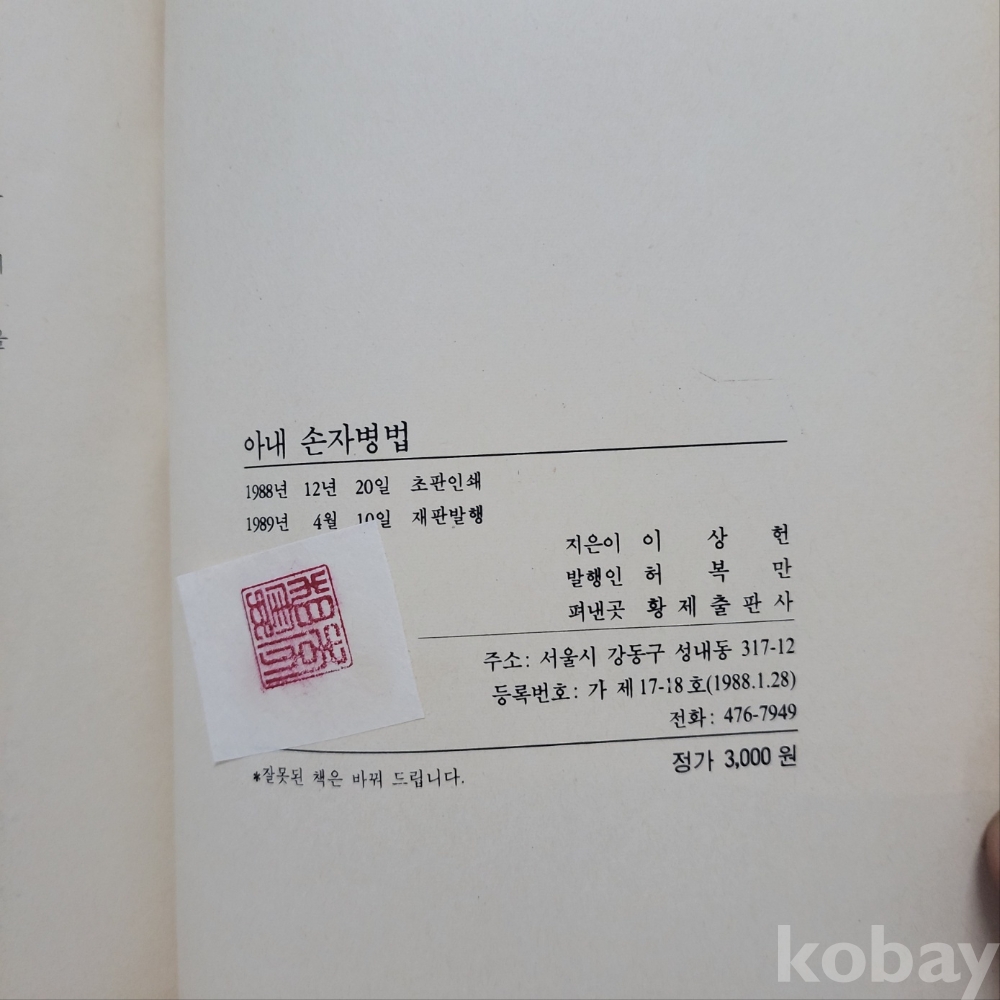 아내 손자병법
1988년 12년 20일 초판인쇄
1989년 4월 10일 재판발행
지은이 이 상 헌
발행인 허 복 만
펴낸곳 황 제 출 판 사
주소: 서울시 강동구 성내동 317-12
등록번호: 가 제 17-18 호(1988.1.28)
전화: 476-7949
정가 3,000 원
*잘못된 책은 바꿔 드립니다.
kobay